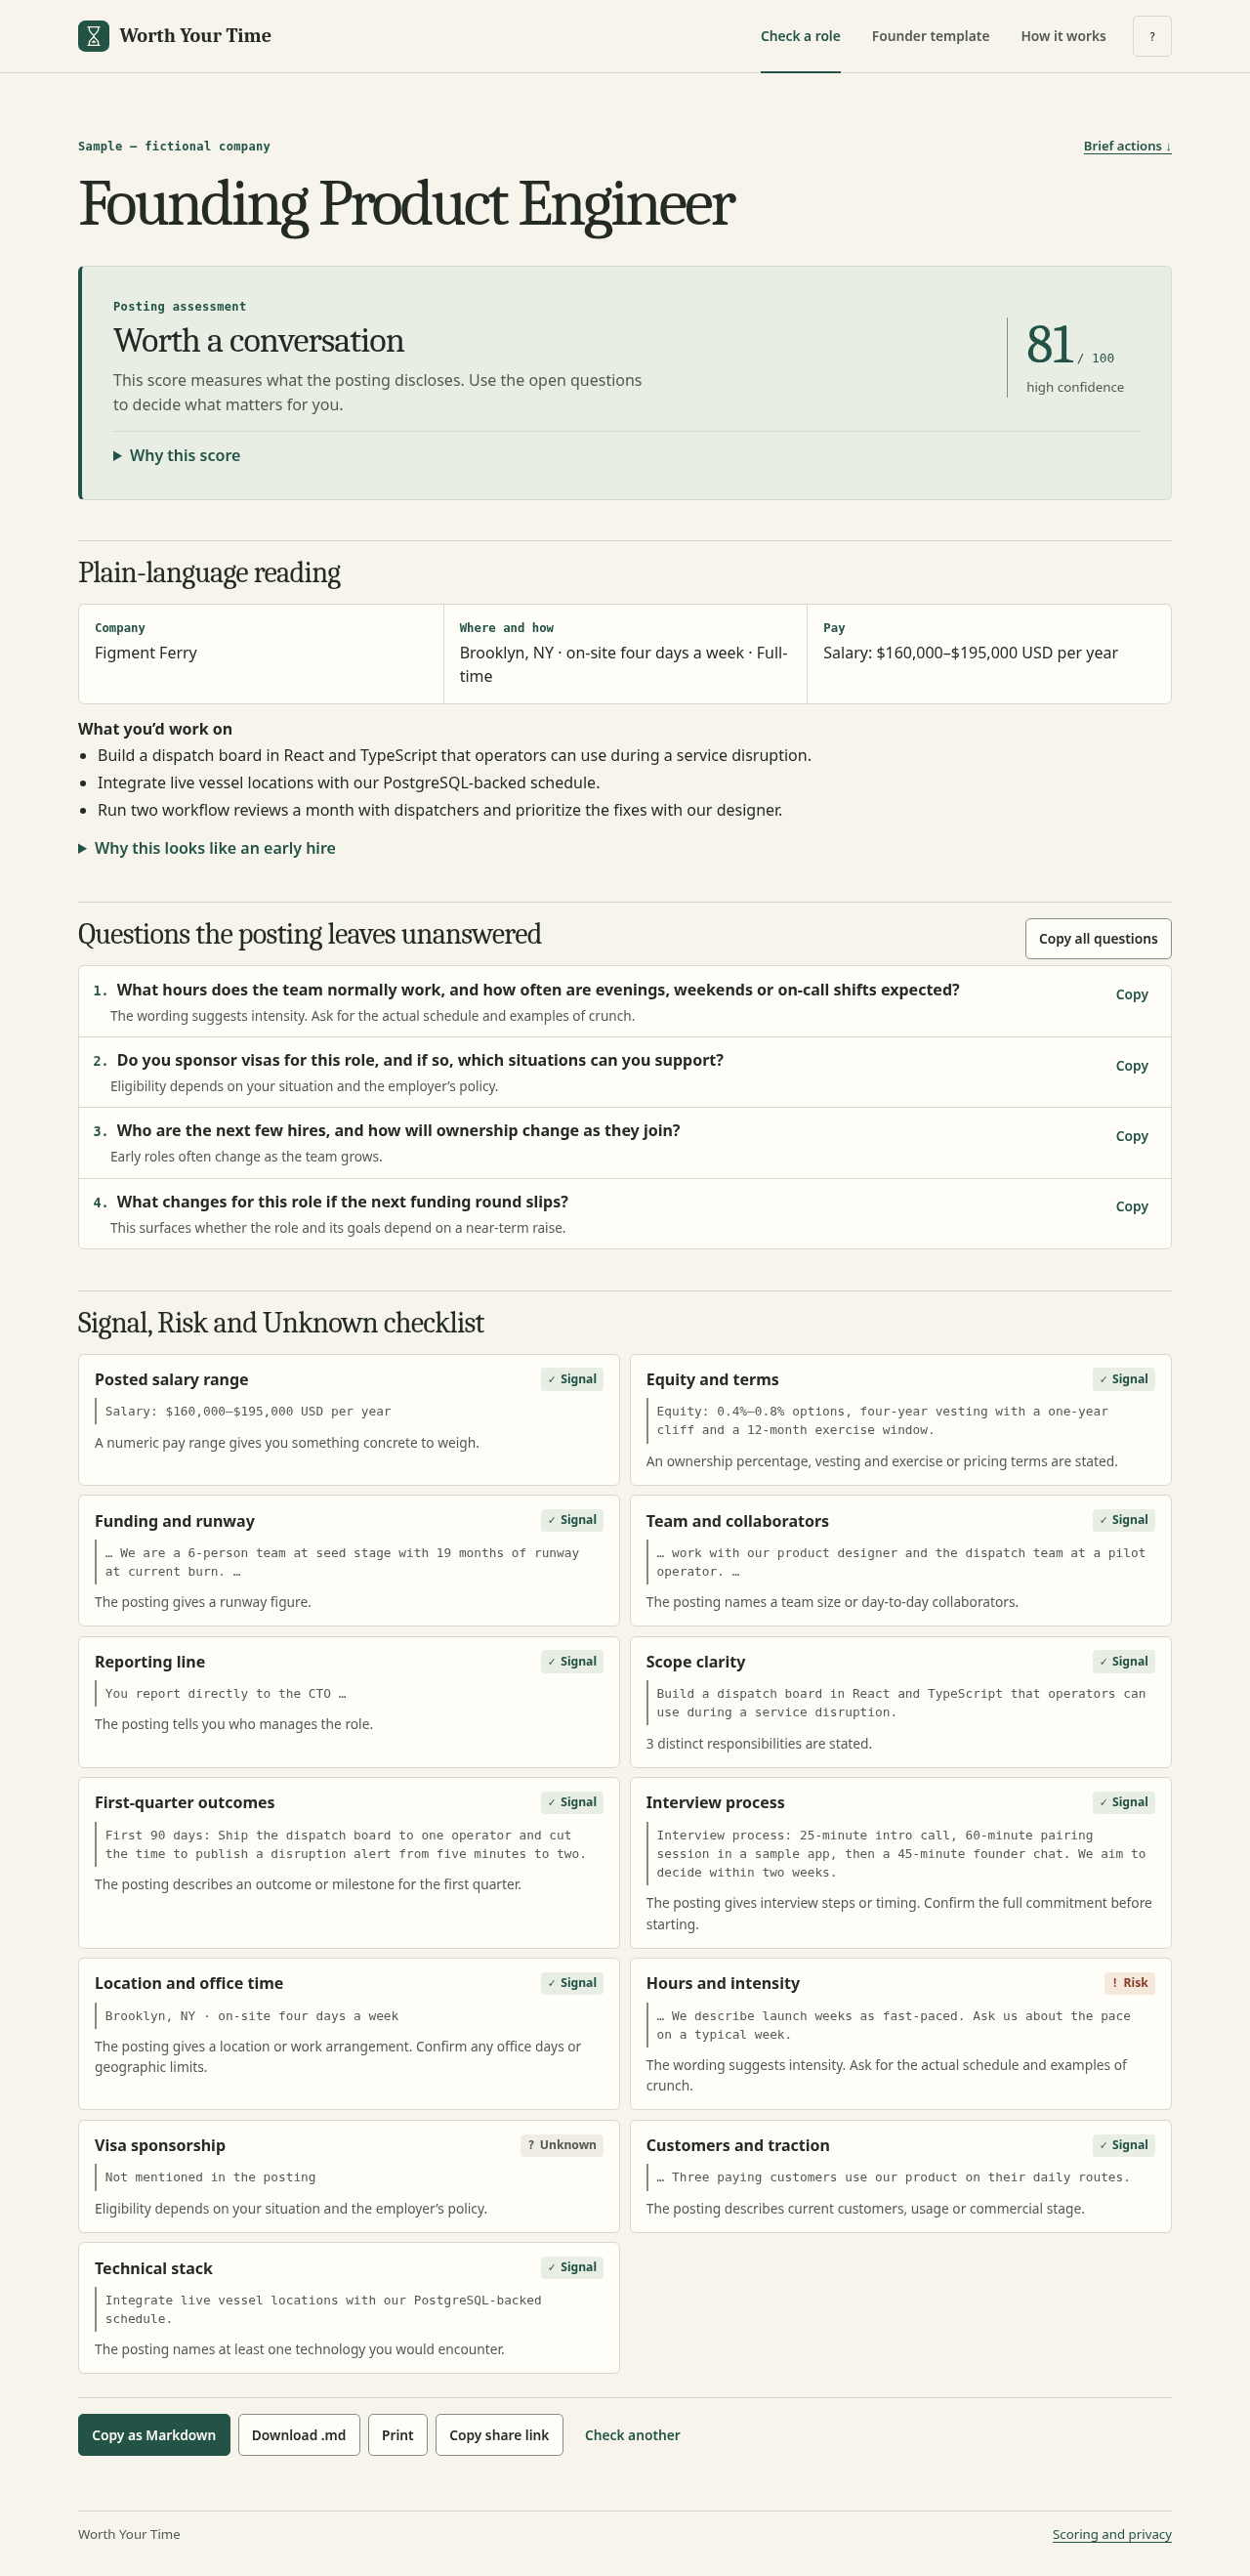 Worth Your Time
Check a role
Founder template
How it works
?
Sample — fictional company
Brief actions ↓
Founding Product Engineer
Posting assessment
Worth a conversation
This score measures what the posting discloses. Use the open questions
to decide what matters for you.
81 / 100
high confidence
▶ Why this score
Plain-language reading
Company
Figment Ferry
Where and how
Brooklyn, NY · on-site four days a week · Full-
time
Pay
Salary: $160,000–$195,000 USD per year
What you’d work on
• Build a dispatch board in React and TypeScript that operators can use during a service disruption.
• Integrate live vessel locations with our PostgreSQL-backed schedule.
• Run two workflow reviews a month with dispatchers and prioritize the fixes with our designer.
▶ Why this looks like an early hire
Questions the posting leaves unanswered
Copy all questions
1. What hours does the team normally work, and how often are evenings, weekends or on-call shifts expected?
The wording suggests intensity. Ask for the actual schedule and examples of crunch.
Copy
2. Do you sponsor visas for this role, and if so, which situations can you support?
Eligibility depends on your situation and the employer’s policy.
Copy
3. Who are the next few hires, and how will ownership change as they join?
Early roles often change as the team grows.
Copy
4. What changes for this role if the next funding round slips?
This surfaces whether the role and its goals depend on a near-term raise.
Copy
Signal, Risk and Unknown checklist
Posted salary range
✓ Signal
Salary: $160,000–$195,000 USD per year
A numeric pay range gives you something concrete to weigh.
Equity and terms
✓ Signal
Equity: 0.4%–0.8% options, four-year vesting with a one-year
cliff and a 12-month exercise window.
An ownership percentage, vesting and exercise or pricing terms are stated.
Funding and runway
✓ Signal
… We are a 6-person team at seed stage with 19 months of runway
at current burn. …
The posting gives a runway figure.
Team and collaborators
✓ Signal
… work with our product designer and the dispatch team at a pilot
operator. …
The posting names a team size or day-to-day collaborators.
Reporting line
✓ Signal
You report directly to the CTO …
The posting tells you who manages the role.
Scope clarity
✓ Signal
Build a dispatch board in React and TypeScript that operators can
use during a service disruption.
3 distinct responsibilities are stated.
First-quarter outcomes
✓ Signal
First 90 days: Ship the dispatch board to one operator and cut
the time to publish a disruption alert from five minutes to two.
The posting describes an outcome or milestone for the first quarter.
Interview process
✓ Signal
Interview process: 25-minute intro call, 60-minute pairing
session in a sample app, then a 45-minute founder chat. We aim to
decide within two weeks.
The posting gives interview steps or timing. Confirm the full commitment before
starting.
Location and office time
✓ Signal
Brooklyn, NY · on-site four days a week
The posting gives a location or work arrangement. Confirm any office days or
geographic limits.
Hours and intensity
! Risk
… We describe launch weeks as fast-paced. Ask us about the pace
on a typical week.
The wording suggests intensity. Ask for the actual schedule and examples of
crunch.
Visa sponsorship
? Unknown
Not mentioned in the posting
Eligibility depends on your situation and the employer’s policy.
Customers and traction
✓ Signal
… Three paying customers use our product on their daily routes.
The posting describes current customers, usage or commercial stage.
Technical stack
✓ Signal
Integrate live vessel locations with our PostgreSQL-backed
schedule.
The posting names at least one technology you would encounter.
Copy as Markdown
Download .md
Print
Copy share link
Check another
Worth Your Time
Scoring and privacy